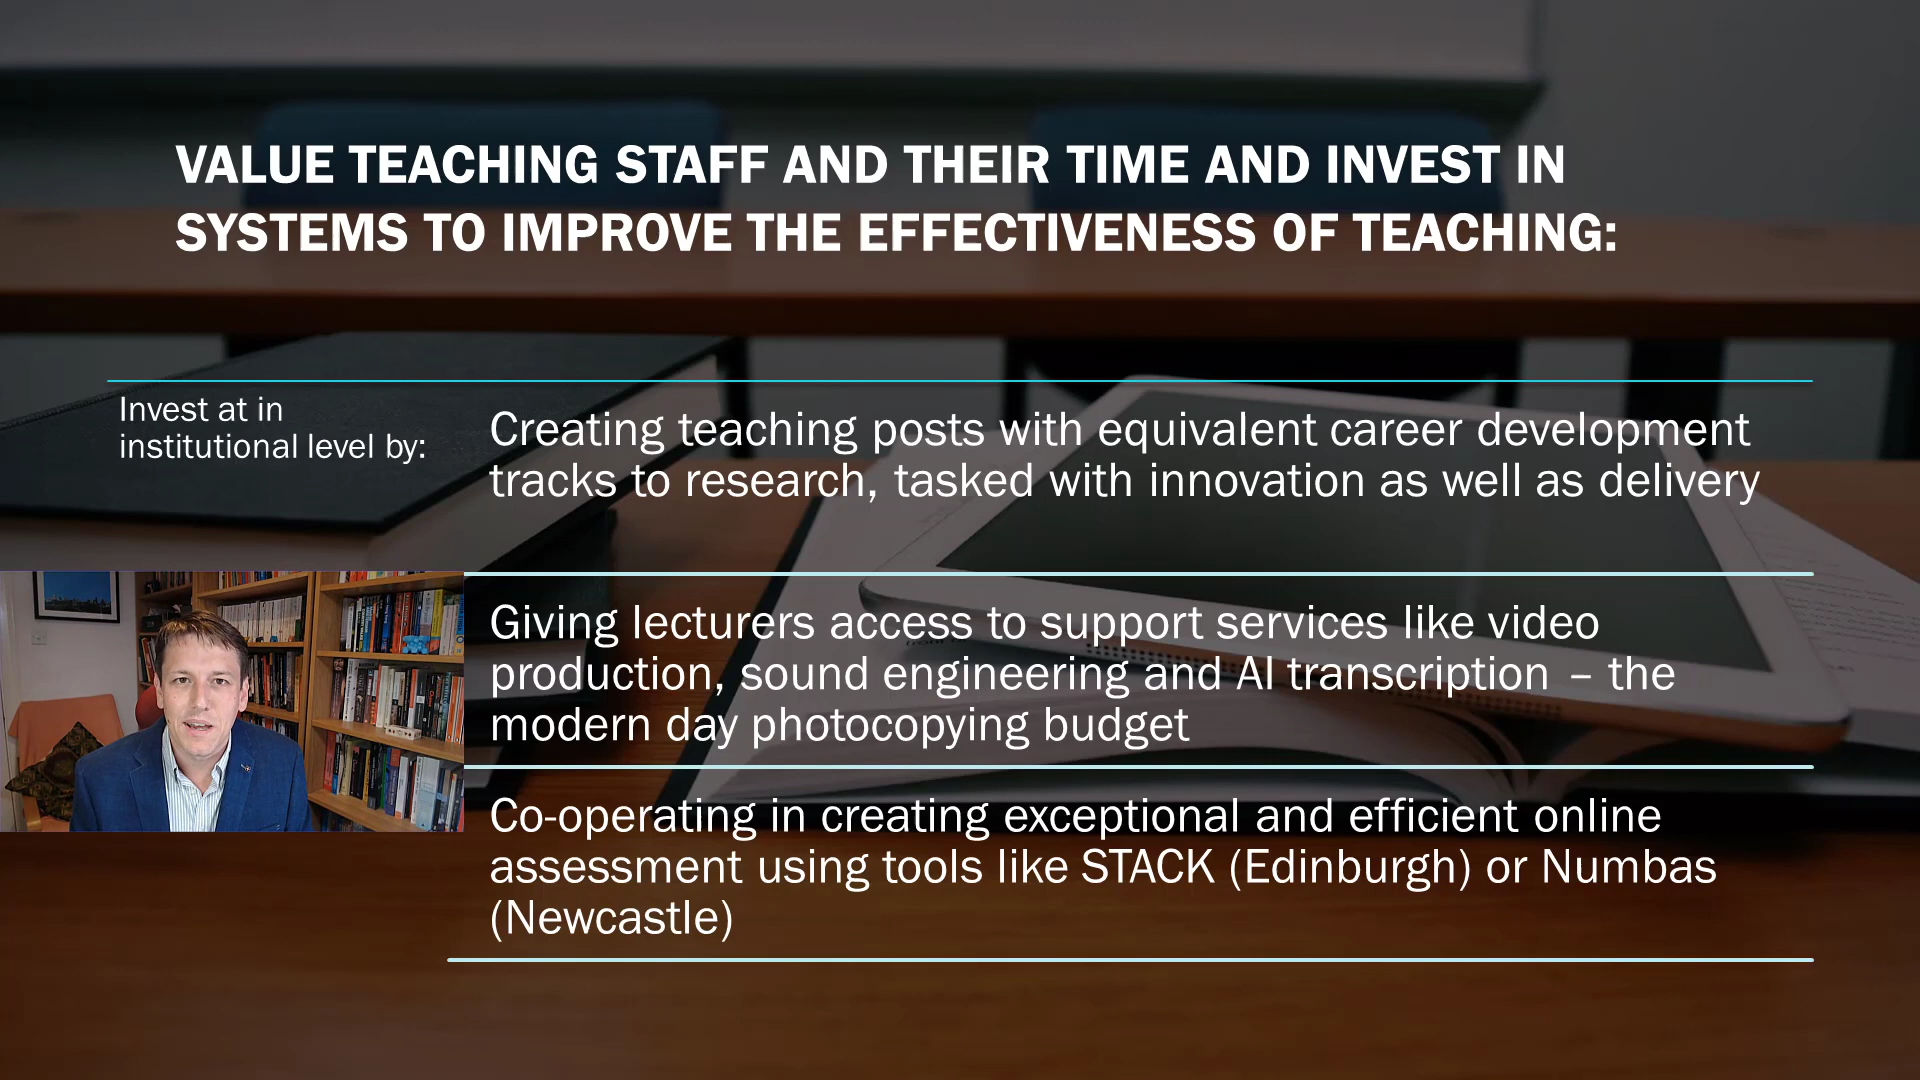 VALUE TEACHING STAFF AND THEIR TIME AND INVEST IN
SYSTEMS TO IMPROVE THE EFFECTIVENESS OF TEACHING:
Invest at in
institutional level by:
Creating teaching posts with equivalent career development
tracks to research, tasked with innovation as well as delivery
Giving lecturers access to support services like video
production, sound engineering and AI transcription – the
modern day photocopying budget
Co-operating in creating exceptional and efficient online
assessment using tools like STACK (Edinburgh) or Numbas
(Newcastle)